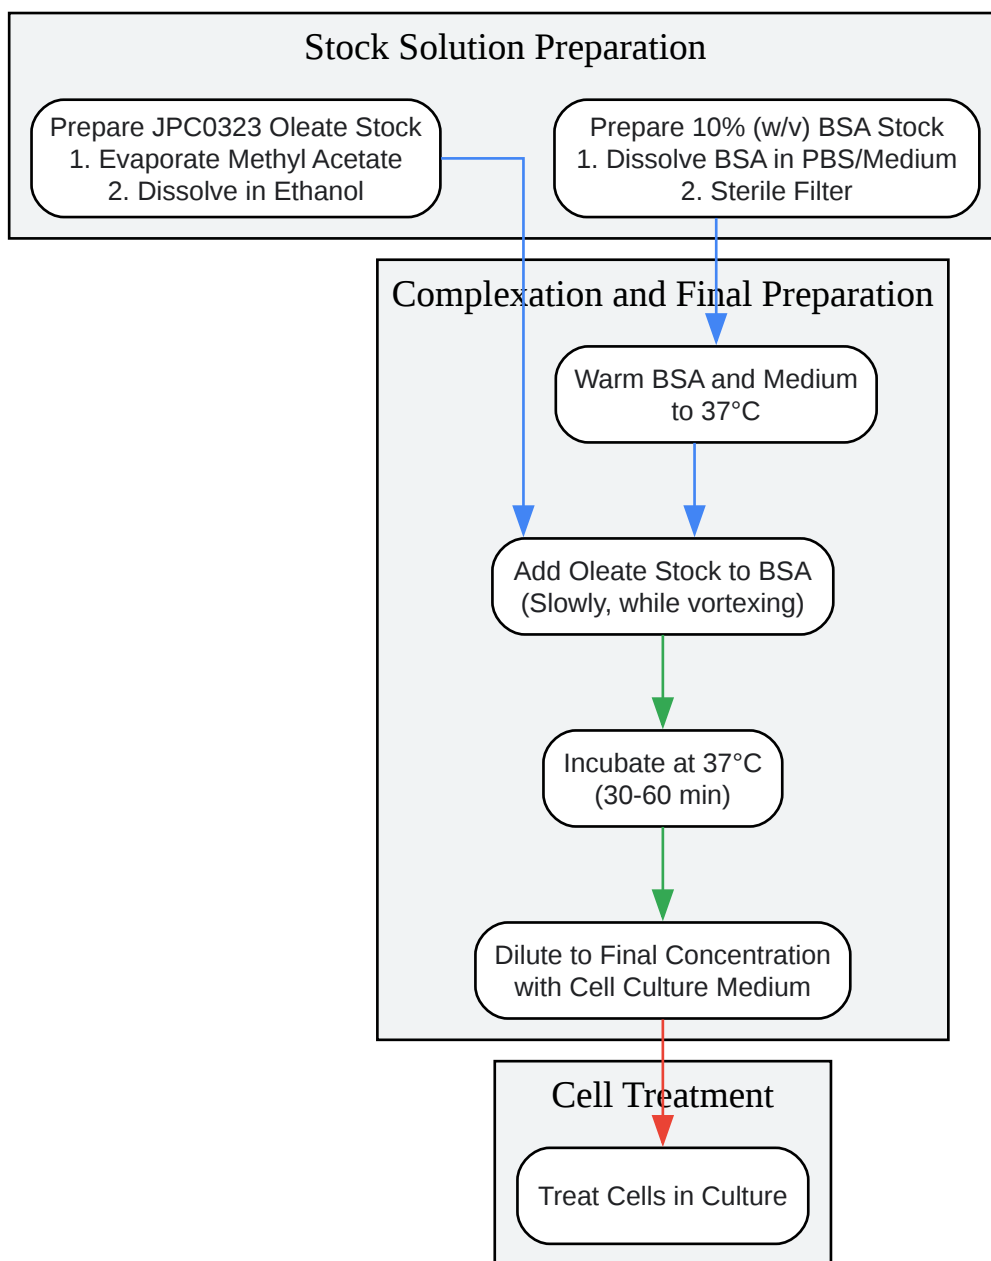 Stock Solution Preparation
Prepare JPC0323 Oleate Stock
1. Evaporate Methyl Acetate
2. Dissolve in Ethanol
Prepare 10% (w/v) BSA Stock
1. Dissolve BSA in PBS/Medium
2. Sterile Filter
Complexation and Final Preparation
Warm BSA and Medium
to 37°C
Add Oleate Stock to BSA
(Slowly, while vortexing)
Incubate at 37°C
(30-60 min)
Dilute to Final Concentration
with Cell Culture Medium
Cell Treatment
Treat Cells in Culture